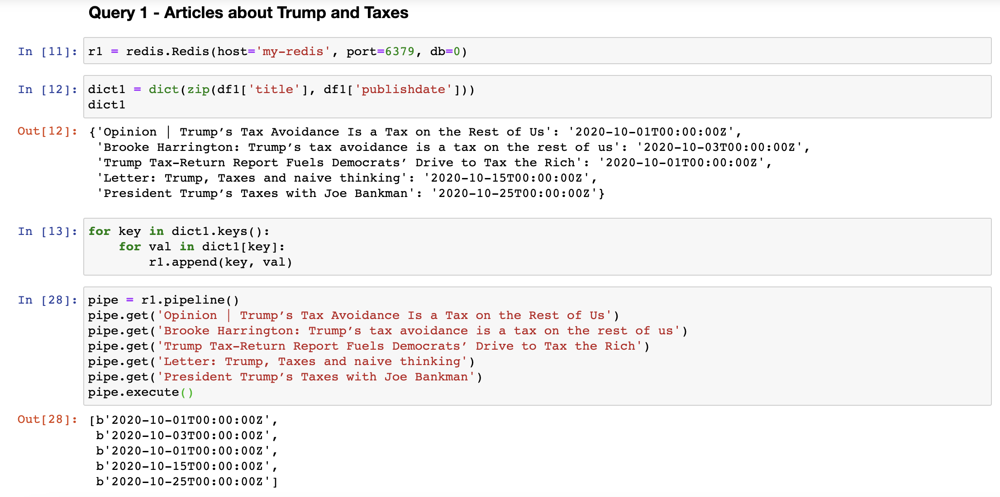 Query 1 - Articles about Trump and Taxes
In [11]: r1 = redis.Redis(host='my-redis', port=6379, db=0)
In [12]: dict1 = dict(zip(df1['title'], df1['publishdate']))
dict1
Out[12]: {'Opinion | Trump’s Tax Avoidance Is a Tax on the Rest of Us': '2020-10-01T00:00:00Z',
'Brooke Harrington: Trump’s tax avoidance is a tax on the rest of us': '2020-10-03T00:00:00Z',
'Trump Tax-Return Report Fuels Democrats’ Drive to Tax the Rich': '2020-10-01T00:00:00Z',
'Letter: Trump, Taxes and naive thinking': '2020-10-15T00:00:00Z',
'President Trump’s Taxes with Joe Bankman': '2020-10-25T00:00:00Z'}
In [13]: for key in dict1.keys():
    for val in dict1[key]:
        r1.append(key, val)
In [28]: pipe = r1.pipeline()
pipe.get('Opinion | Trump’s Tax Avoidance Is a Tax on the Rest of Us')
pipe.get('Brooke Harrington: Trump’s tax avoidance is a tax on the rest of us')
pipe.get('Trump Tax-Return Report Fuels Democrats’ Drive to Tax the Rich')
pipe.get('Letter: Trump, Taxes and naive thinking')
pipe.get('President Trump’s Taxes with Joe Bankman')
pipe.execute()
Out[28]: [b'2020-10-01T00:00:00Z',
b'2020-10-03T00:00:00Z',
b'2020-10-01T00:00:00Z',
b'2020-10-15T00:00:00Z',
b'2020-10-25T00:00:00Z']